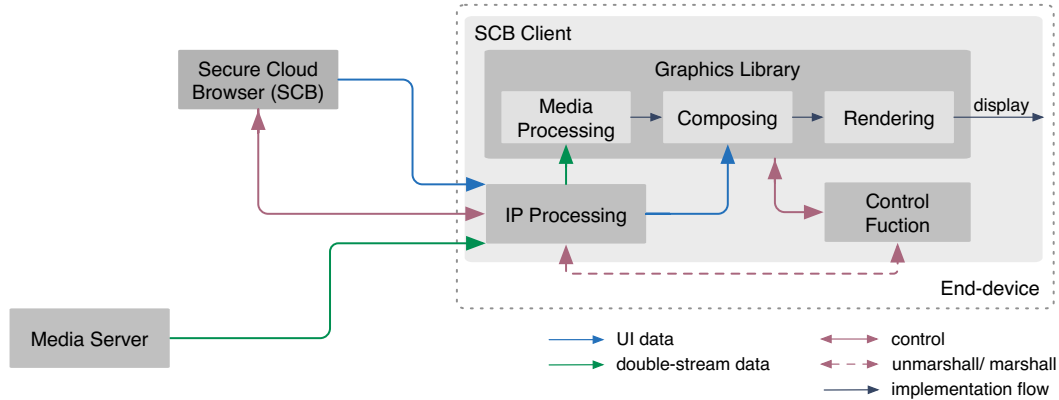 SCB Client
Secure Cloud
Browser (SCB)
Graphics Library
Media
Processing
Composing
Rendering
display
IP Processing
Control
Fuction
End-device
Media Server
UI data
double-stream data
control
unmarshall/ marshall
implementation flow